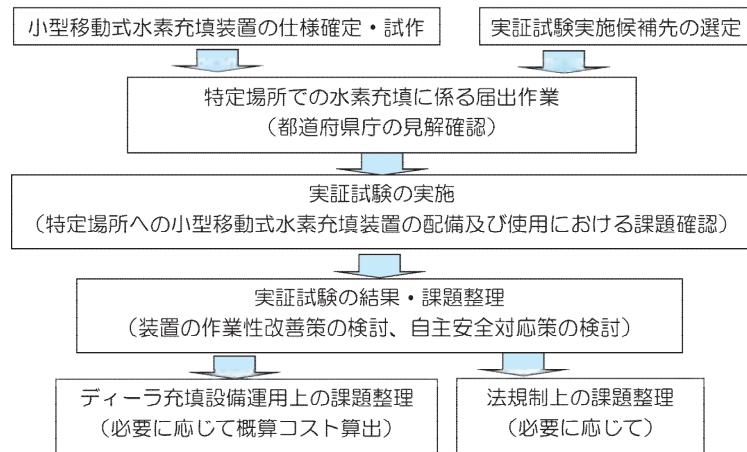 小型移動式水素充填装置の仕様確定・試作
実証試験実施候補先の選定
特定場所での水素充填に係る届出作業
（都道府県庁の見解確認）
実証試験の実施
（特定場所への小型移動式水素充填装置の配備及び使用における課題確認）
実証試験の結果・課題整理
（装置の作業性改善策の検討、自主安全対応策の検討）
ディーラ充填設備運用上の課題整理
（必要に応じて概算コスト算出）
法規制上の課題整理
（必要に応じて）